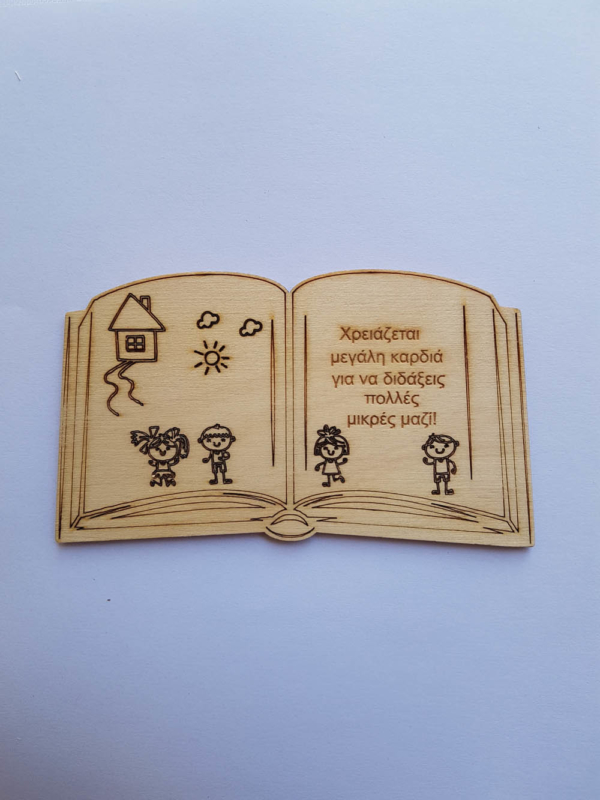 Χρειάζεται
μεγάλη καρδιά
για να διδάξεις
πολλές
μικρές μαζί!